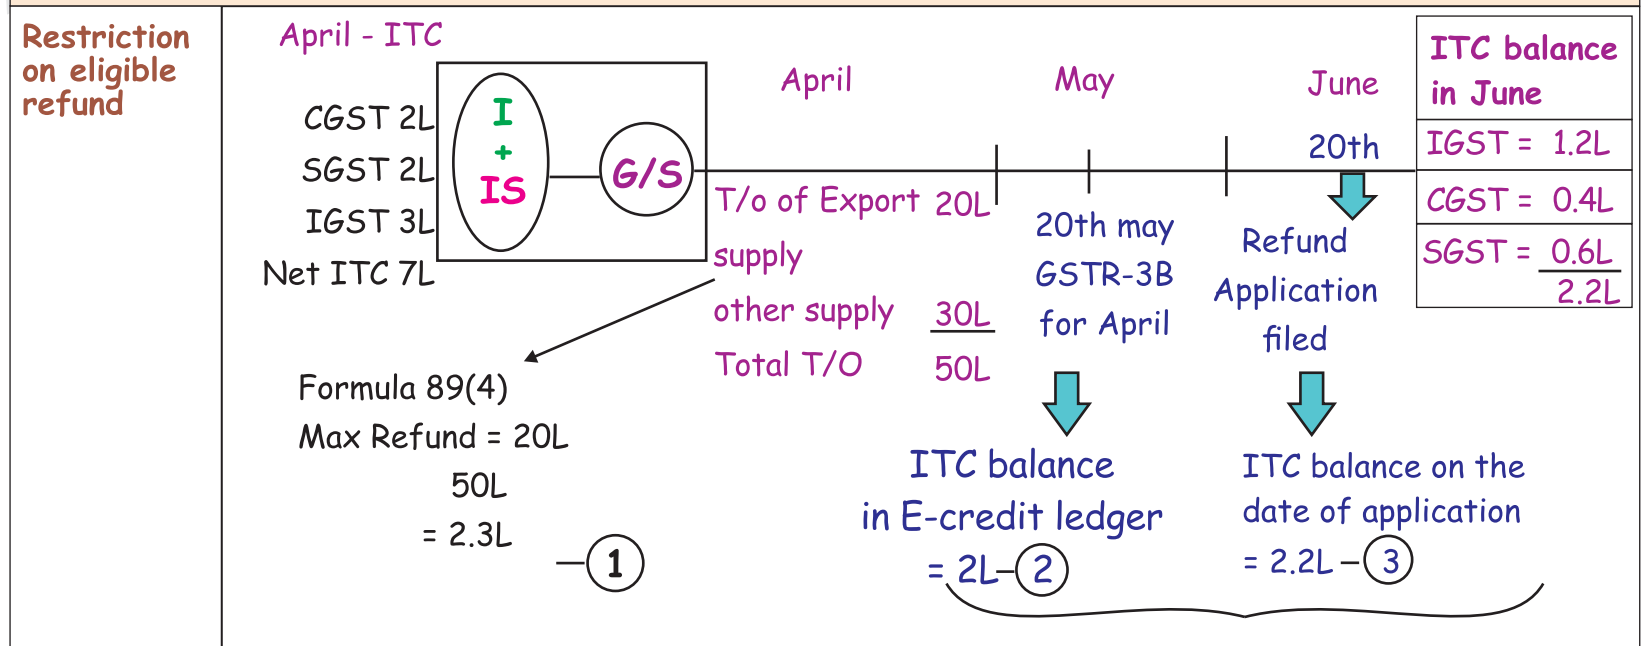 Restriction
on eligible
refund
April - ITC
CGST 2L
SGST 2L
IGST 3L
Net ITC 7L
I
+
IS
G/S
April
May
June
20th
T/o of Export 20L
supply
other supply 30L
Total T/O 50L
20th may
GSTR-3B
for April
Refund
Application
filed
ITC balance
in June
IGST = 1.2L
CGST = 0.4L
SGST = 0.6L
2.2L
Formula 89(4)
Max Refund = 20L
50L
= 2.3L
– 1
ITC balance
in E-credit ledger
= 2L – 2
ITC balance on the
date of application
= 2.2L – 3